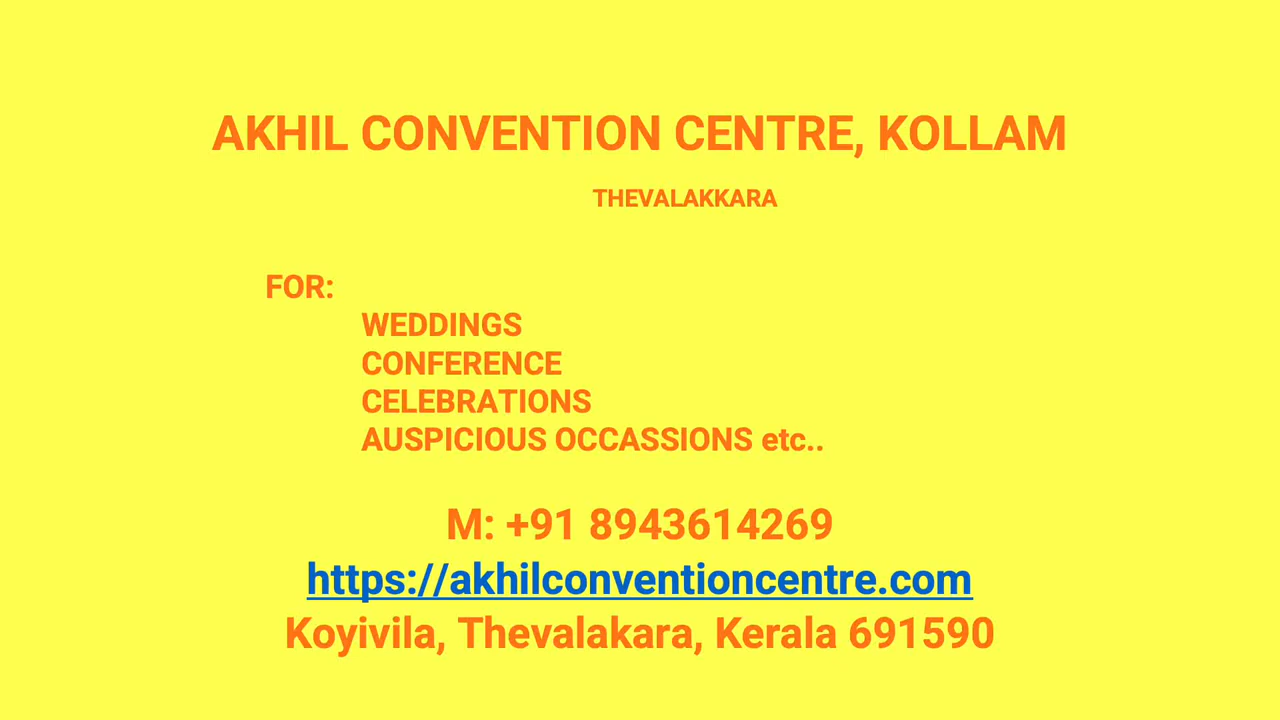 AKHIL CONVENTION CENTRE, KOLLAM
THEVALAKKARA
FOR:
WEDDINGS
CONFERENCE
CELEBRATIONS
AUSPICIOUS OCCASSIONS etc..
M: +91 8943614269
https://akhilconventioncentre.com
Koyivila, Thevalakara, Kerala 691590